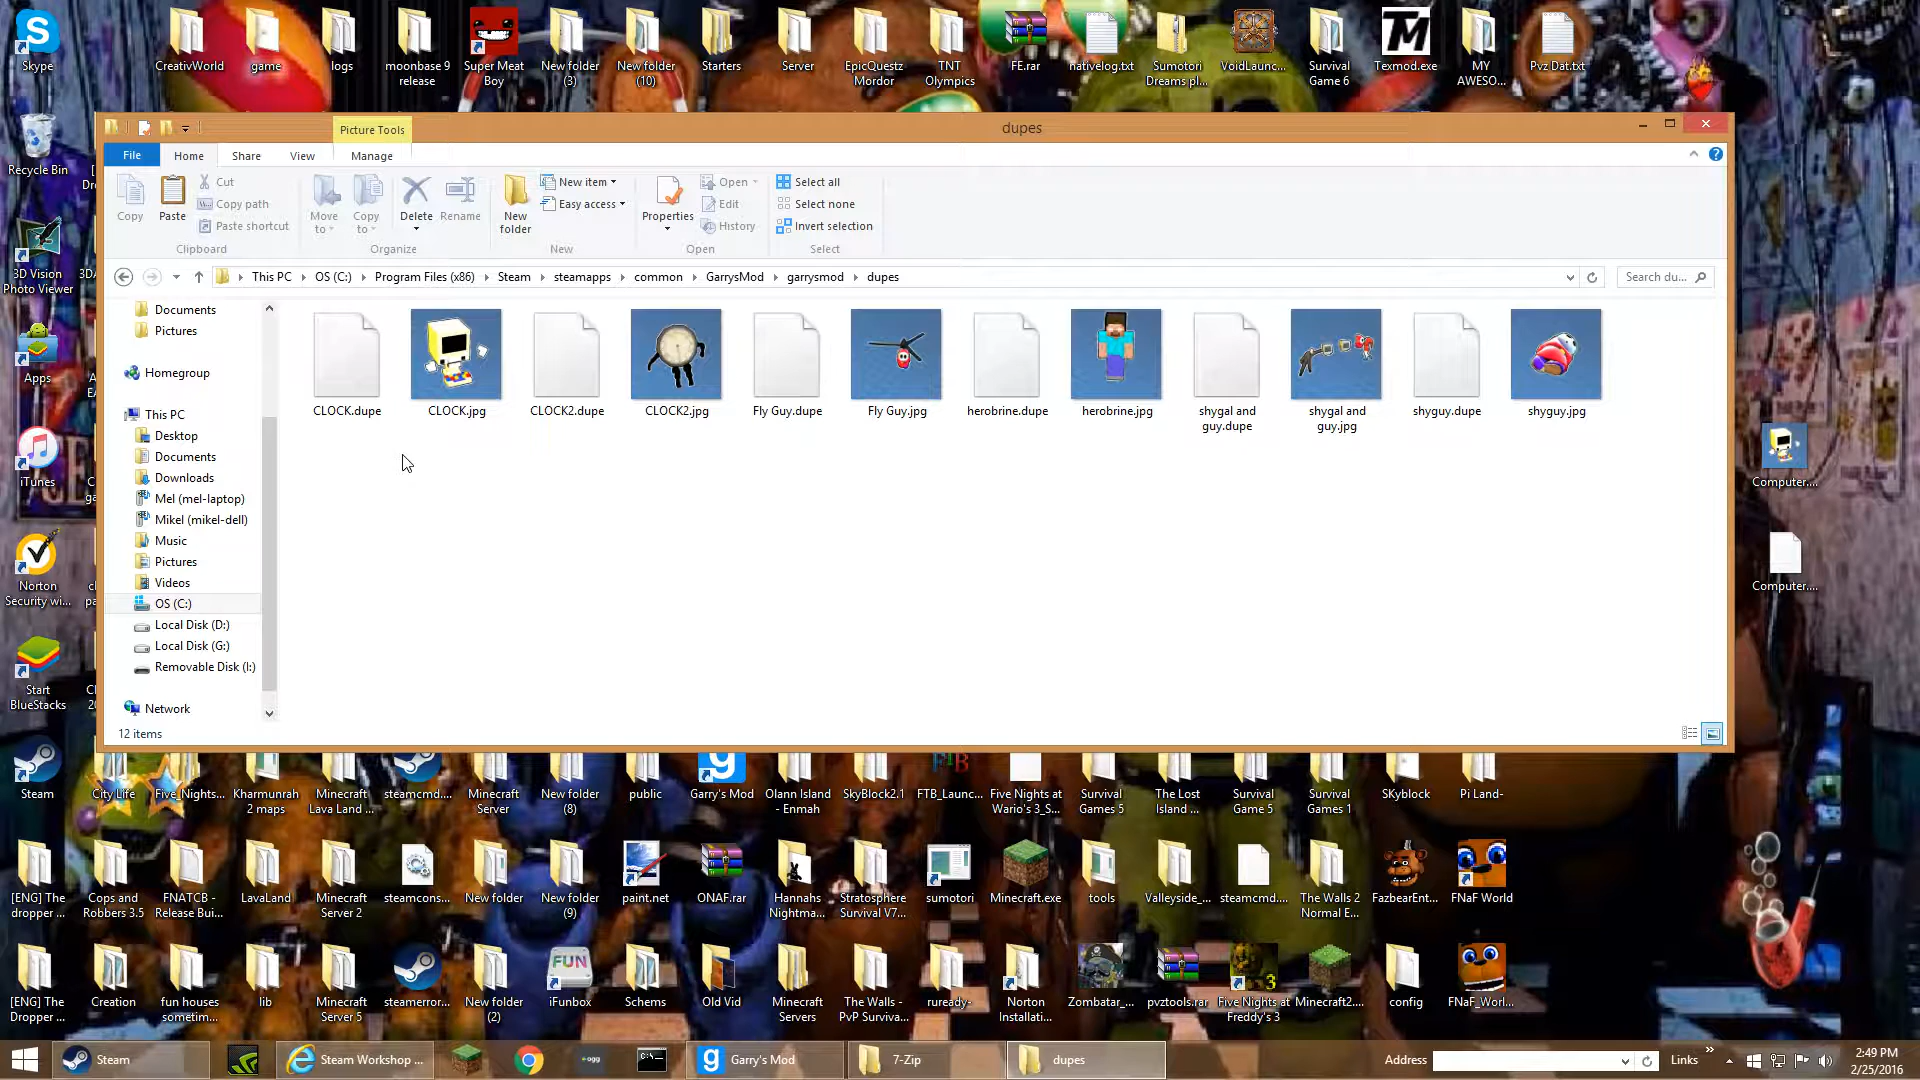 Skype
CreativWorld
game
logs
moonbase 9
release
Super Meat
Boy
New folder
(3)
New folder
(10)
Starters
Server
EpicQuestz
Mordor
TNT
Olympics
FE.rar
nativelog.txt
Sumotori
Dreams pl...
VoidLaunc...
Survival
Game 6
TM
Texmod.exe
MY
AWESO...
Pvz Dat.txt
Picture Tools
dupes
File
Home
Share
View
Manage
Copy
Paste
Cut
Copy path
Paste shortcut
Clipboard
Move
to
Copy
to
Delete
Rename
Organize
New
folder
New item
Easy access
New
Properties
Open
Edit
History
Open
Select all
Select none
Invert selection
Select
This PC
OS (C:)
Program Files (x86)
Steam
steamapps
common
GarrysMod
garrysmod
dupes
Search du...
Documents
Pictures
Homegroup
This PC
Desktop
Documents
Downloads
Mel (mel-laptop)
Mikel (mikel-dell)
Music
Pictures
Videos
OS (C:)
Local Disk (D:)
Local Disk (G:)
Removable Disk (I:)
Network
CLOCK.dupe
CLOCK.jpg
CLOCK2.dupe
CLOCK2.jpg
Fly Guy.dupe
Fly Guy.jpg
herobrine.dupe
herobrine.jpg
shygal and
guy.dupe
shygal and
guy.jpg
shyguy.dupe
shyguy.jpg
12 items
Recycle Bin
3D Vision
Photo Viewer
Apps
iTunes
Norton
Security wi...
Start
BlueStacks
Computer....
Computer....
Steam
City Life
Five_Nights...
Kharmunrah
2 maps
Minecraft
Lava Land ...
steamcmd....
Minecraft
Server
New folder
(8)
public
Garry's Mod
Olann Island
- Enmah
SkyBlock2.1
FTB_Launc...
Five Nights at
Wario's 3_S...
Survival
Games 5
The Lost
Island ...
Survival
Game 5
Survival
Games 1
SKyblock
Pi Land-
[ENG] The
dropper ...
Cops and
Robbers 3.5
FNATCB -
Release Bui...
LavaLand
Minecraft
Server 2
steamcons...
New folder
New folder
(9)
paint.net
ONAF.rar
Hannahs
Nightma...
Stratosphere
Survival V7...
sumotori
Minecraft.exe
tools
Valleyside_...
steamcmd....
The Walls 2
Normal E...
FazbearEnt...
FNaF World
[ENG] The
Dropper ...
Creation
fun houses
sometim...
lib
Minecraft
Server 5
steamerror...
New folder
(2)
FUN
iFunbox
Schems
Old Vid
Minecraft
Servers
The Walls -
PvP Surviva...
ruready-
Norton
Installati...
Zombatar_...
pvztools.rar
3
Five Nights at
Freddy's 3
Minecraft2....
config
FNaF_Worl...
Steam
Steam Workshop ...
.ogg
Garry's Mod
7-Zip
dupes
Address
Links
2:49 PM
2/25/2016